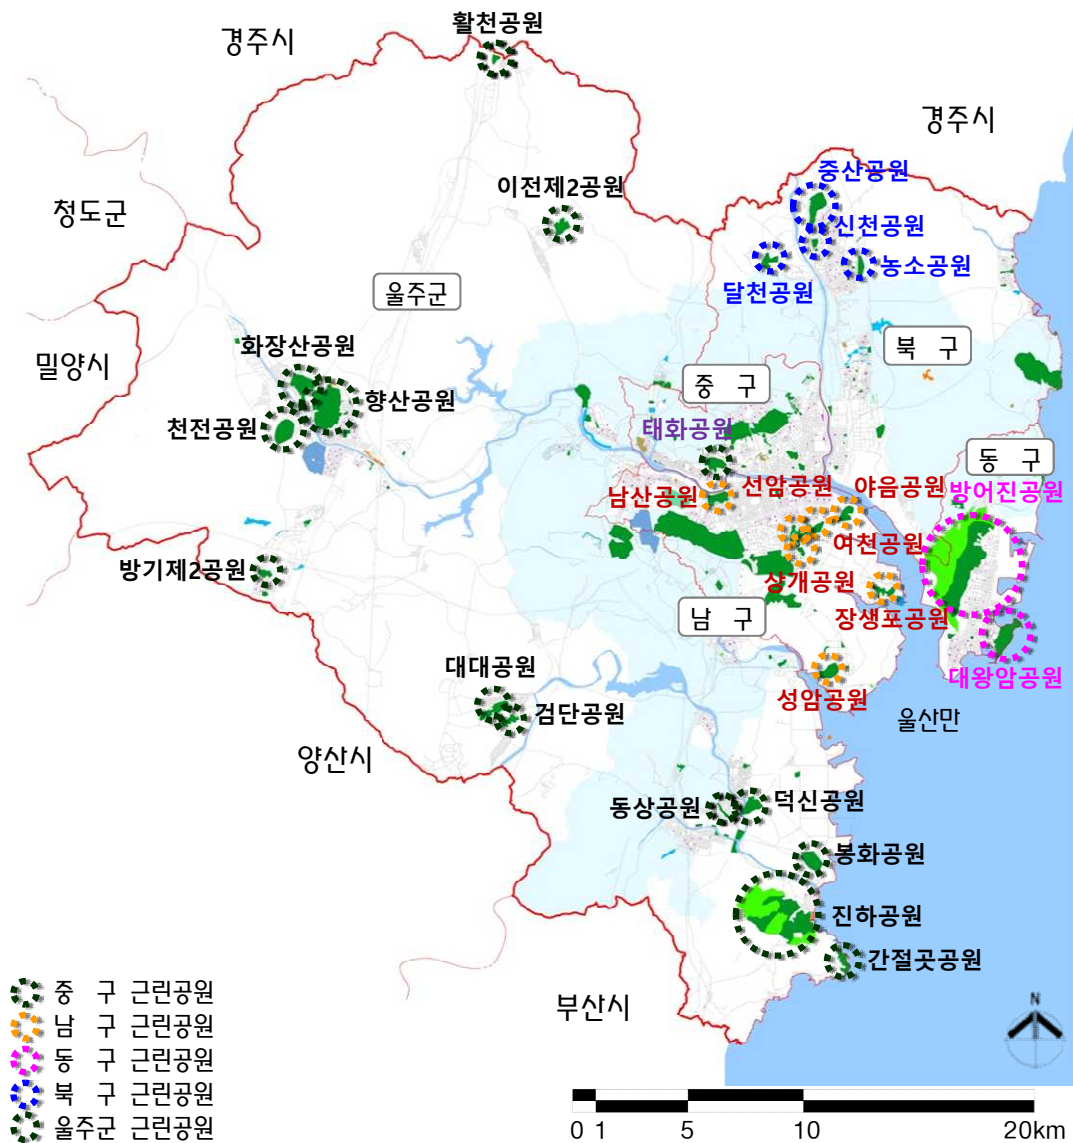 활천공원
경주시
경주시
중산공원
이전제2공원
청도군
신천공원
농소공원
달천공원
울주군
북 구
화장산공원
밀양시
중 구
향산공원
천전공원
태화공원
동 구
선암공원
야음공원
방어진공원
남산공원
여천공원
방기제2공원
상개공원
장생포공원
남 구
대대공원
대왕암공원
성암공원
검단공원
울산만
양산시
동상공원
덕신공원
봉화공원
진하공원
간절곶공원
부산시
N
중 구 근린공원
남 구 근린공원
동 구 근린공원
북 구 근린공원
울주군 근린공원
0 1 5 10 20km